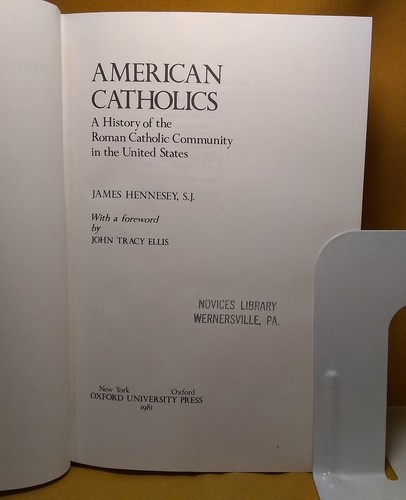 AMERICAN
CATHOLICS
A History of the
Roman Catholic Community
in the United States
JAMES HENNESEY, S.J.
With a foreword
by
JOHN TRACY ELLIS
NOVICES LIBRARY
WERNERSVILLE, PA.
New York Oxford
OXFORD UNIVERSITY PRESS
1981